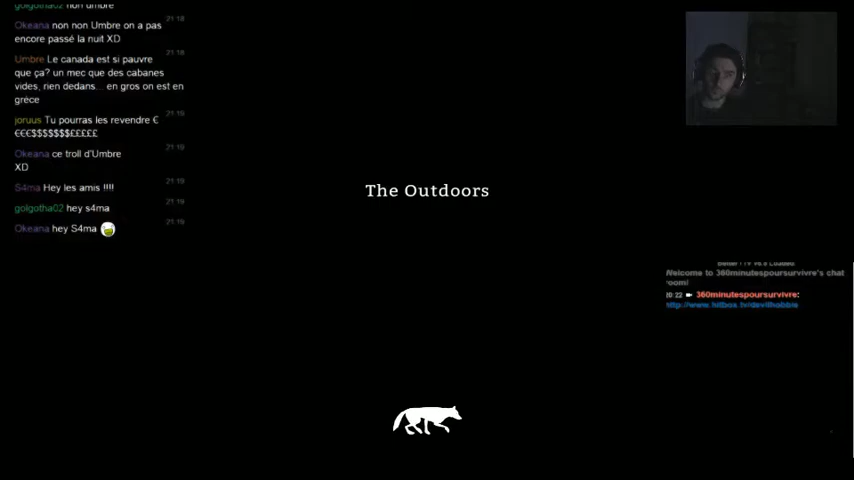 golgotha02 non umbre
Okeana non non Umbre on a pas 21:18
encore passé la nuit XD
Umbre Le canada est si pauvre 21:18
que ça? un mec que des cabanes
vides, rien dedans... en gros on est en
gréce
joruus Tu pourras les revendre € 21:19
€€€$$$$$$$£££££
Okeana ce troll d'Umbre 21:19
XD
S4ma Hey les amis !!!! 21:19
golgotha02 hey s4ma 21:19
Okeana hey S4ma 21:19
The Outdoors
Welcome to 360minutespoursurvivre's chat
room!
20:22 360minutespoursurvivre: